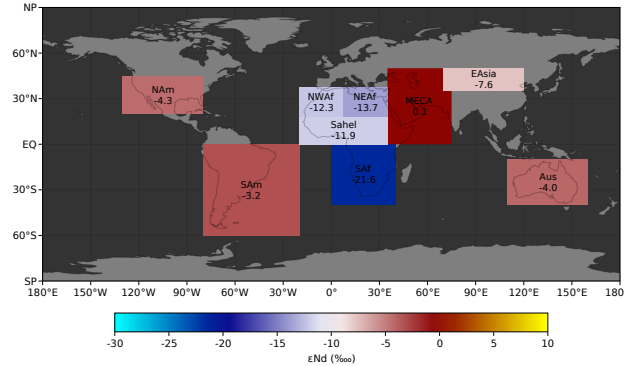 NP
60°N
30°N
EQ
30°S
60°S
SP
NAm
-4.3
SAm
-3.2
NWAf
-12.3
NEAf
-13.7
Sahel
-11.9
SAf
-21.6
MECA
0.1
EAsia
-7.6
Aus
-4.0
180°W 150°W 120°W 90°W 60°W 30°W 0° 30°E 60°E 90°E 120°E 150°E 180°
-30 -25 -20 -15 -10 -5 0 5 10
εNd (‱)